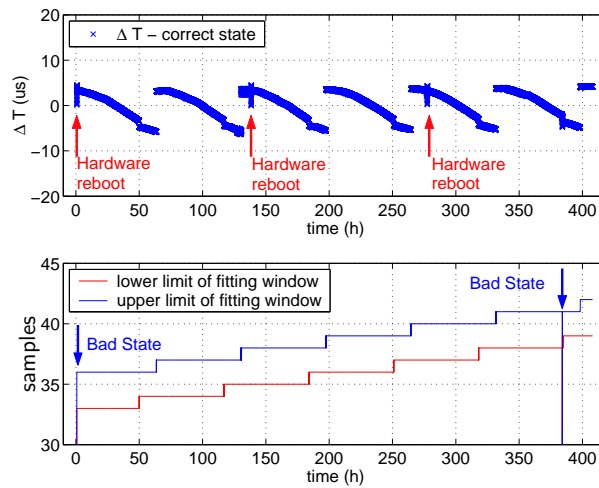 20
10
0
−10
−20
Δ T (us)
Δ T − correct state
Hardware
reboot
Hardware
reboot
Hardware
reboot
0 50 100 150 200 250 300 350 400
time (h)
45
40
35
30
samples
lower limit of fitting window
upper limit of fitting window
Bad State
Bad State
0 50 100 150 200 250 300 350 400
time (h)